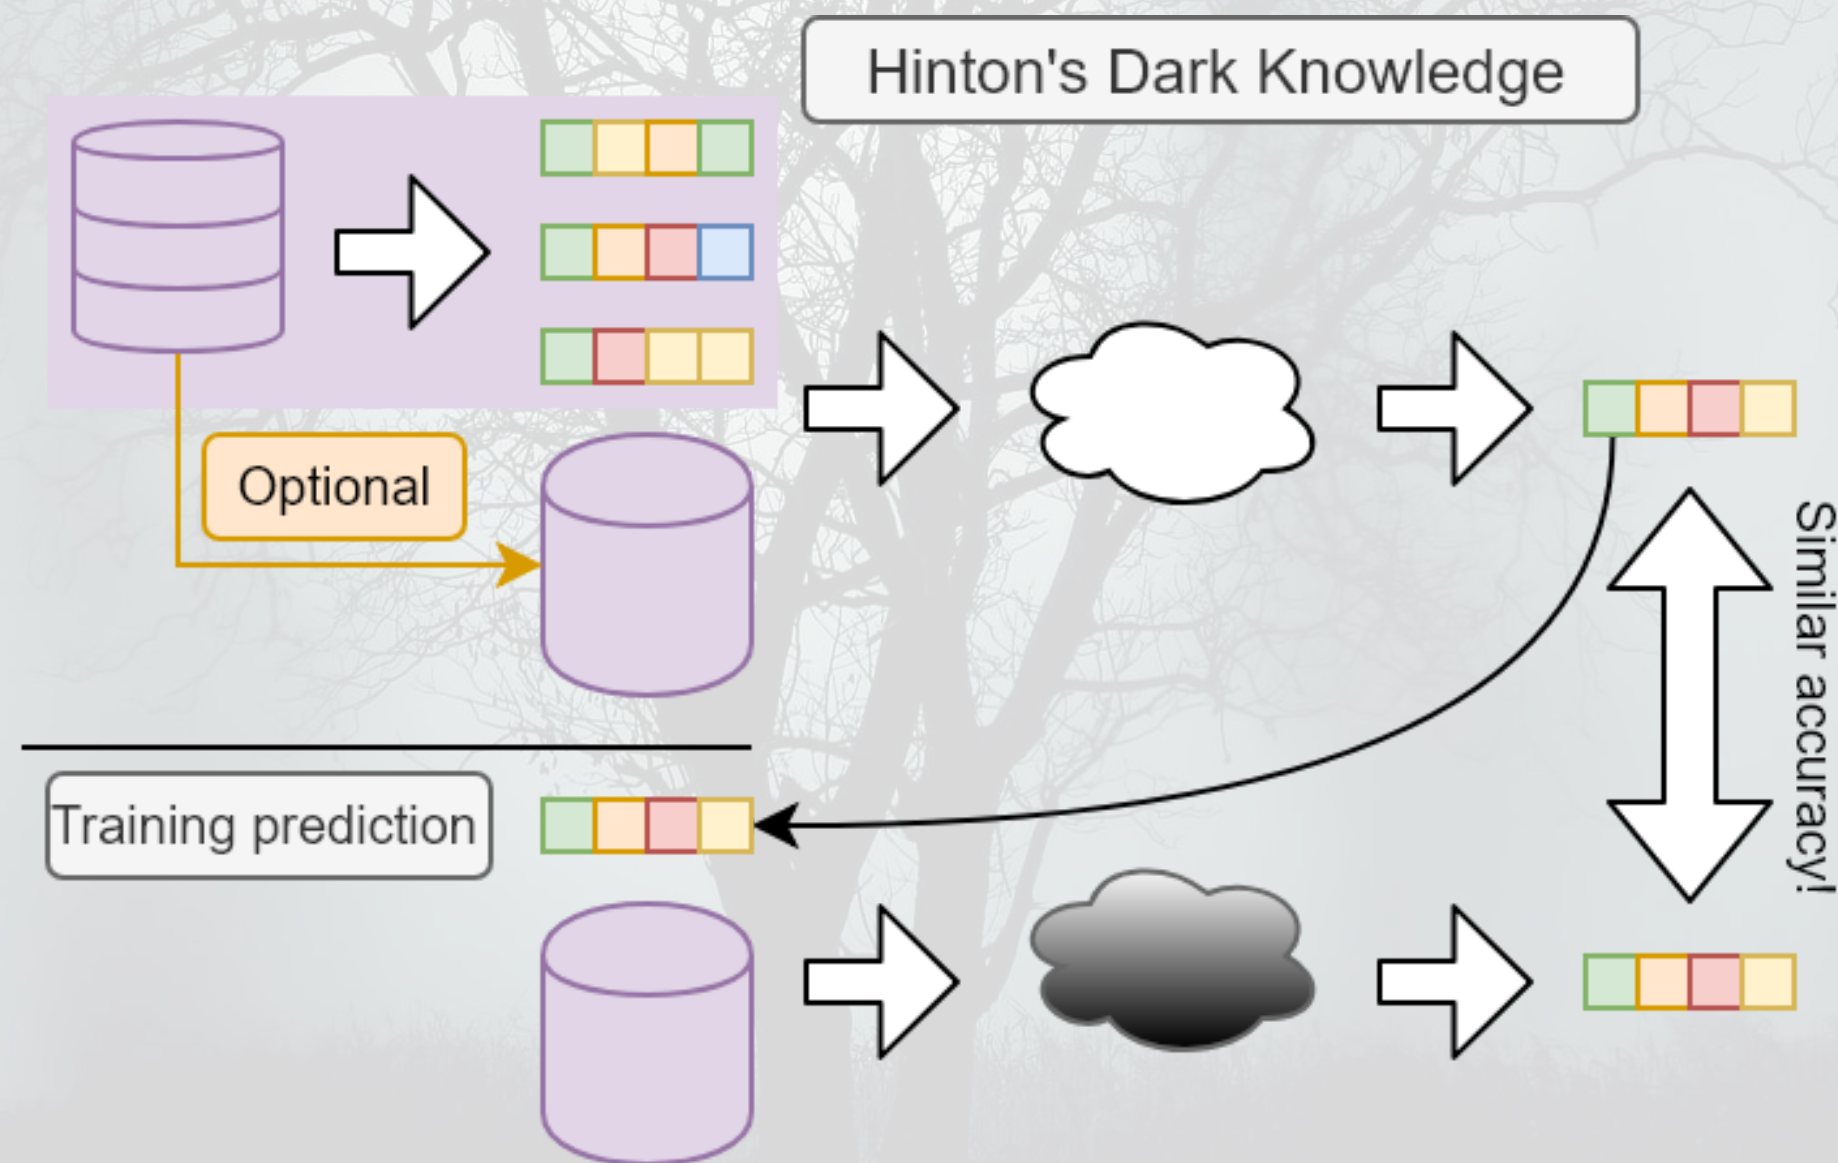 Hinton's Dark Knowledge
Optional
Similar accuracy!
Training prediction